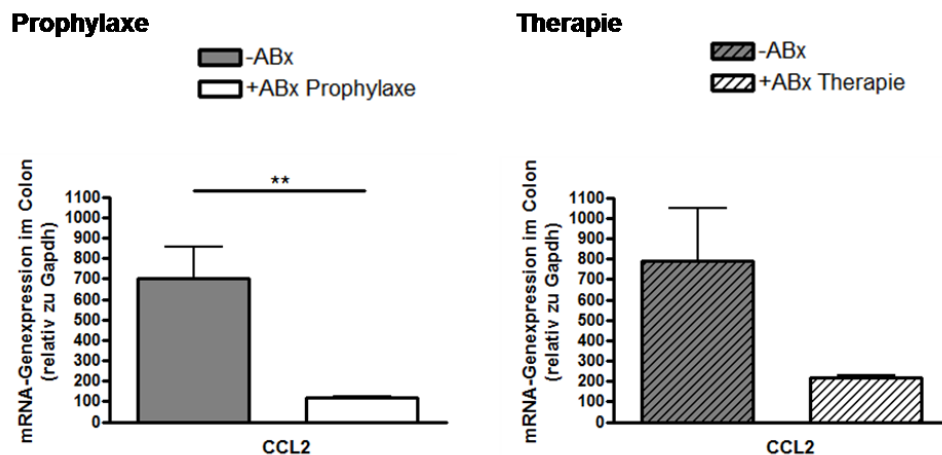 Prophylaxe
-ABx
+ABx Prophylaxe
mRNA-Genexpression im Colon
(relativ zu Gapdh)
1100
1000
900
800
700
600
500
400
300
200
100
0
**
CCL2
Therapie
-ABx
+ABx Therapie
mRNA-Genexpression im Colon
(relativ zu Gapdh)
1100
1000
900
800
700
600
500
400
300
200
100
0
CCL2